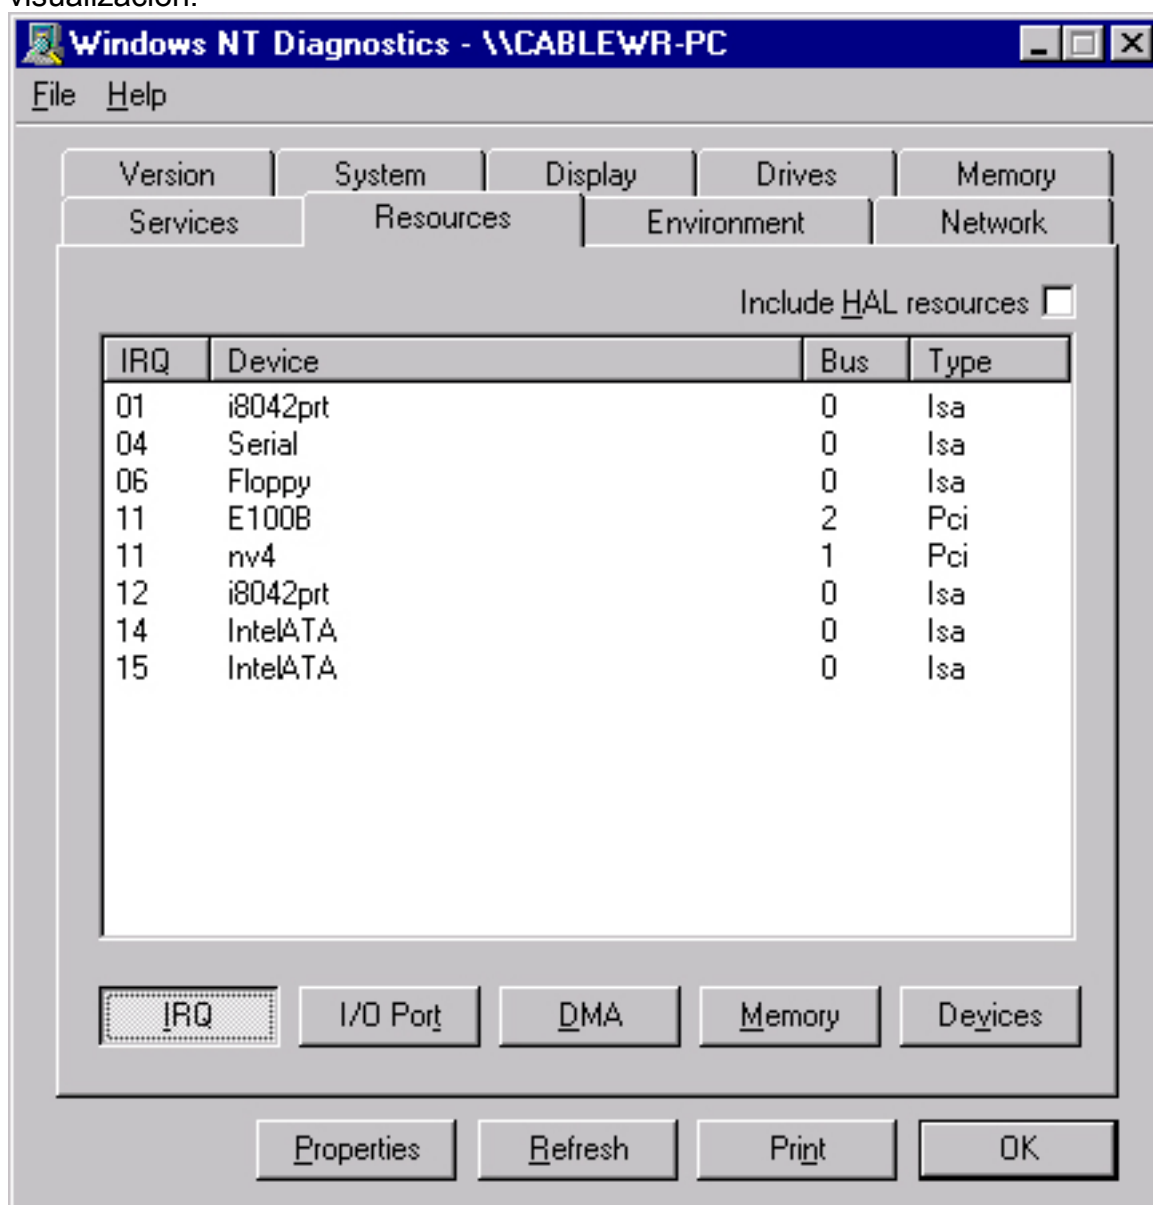 visualización.
Windows NT Diagnostics - \\CABLEWR-PC
File Help
Version System Display Drives Memory
Services Resources Environment Network
Include HAL resources
IRQ Device Bus Type
01 i8042prt 0 Isa
04 Serial 0 Isa
06 Floppy 0 Isa
11 E100B 2 Pci
11 nv4 1 Pci
12 i8042prt 0 Isa
14 IntelATA 0 Isa
15 IntelATA 0 Isa
IRQ I/O Port DMA Memory Devices
Properties Refresh Print OK